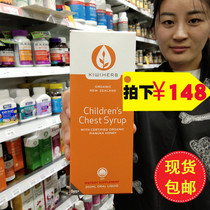 KIWIHERB
ORGANIC
NEW ZEALAND
Children's
Chest Syrup
WITH CERTIFIED ORGANIC
MANUKA HONEY
拍下¥148
现货
包邮